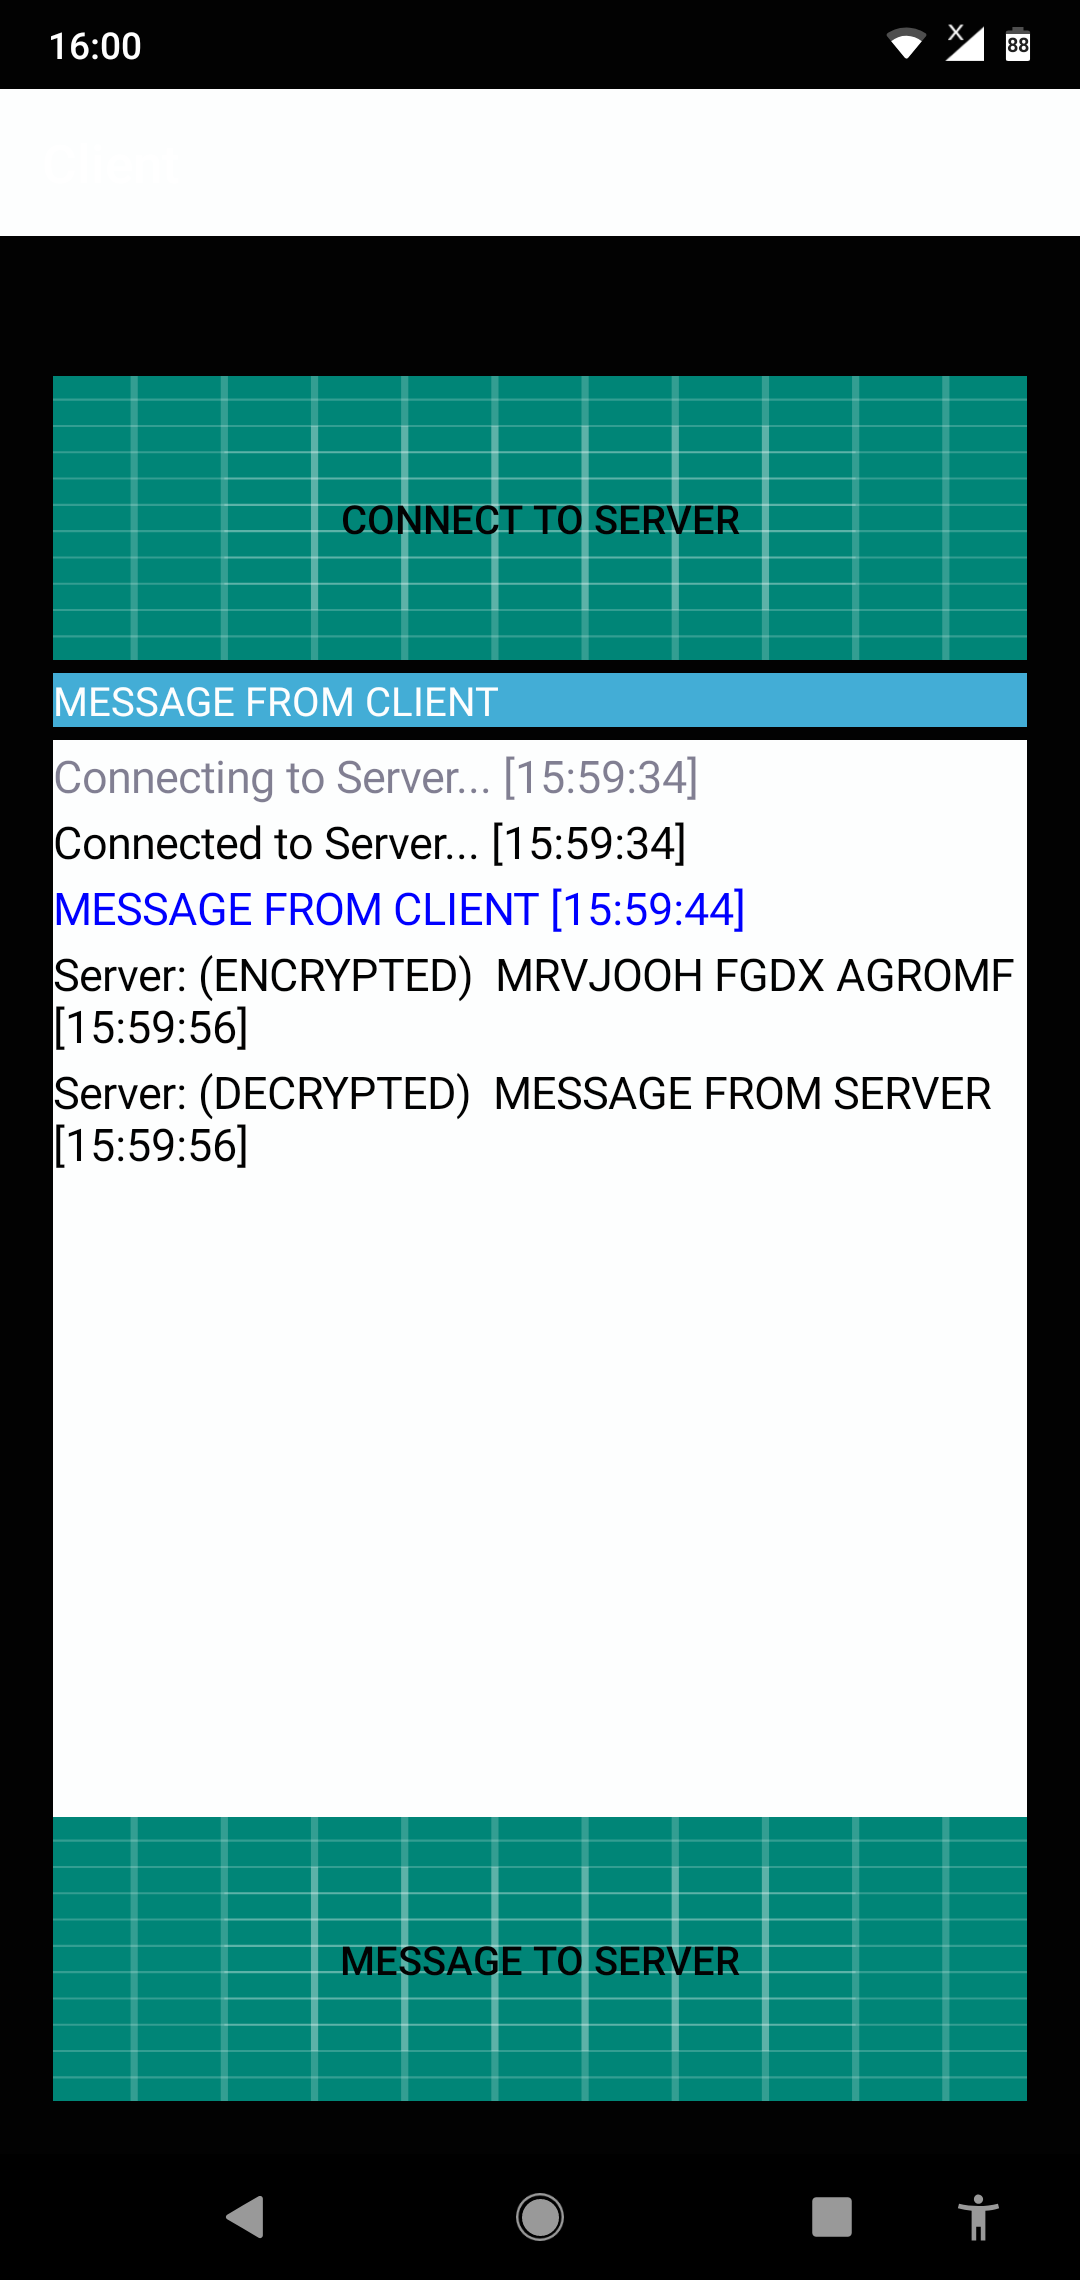 16:00
X
88
CONNECT TO SERVER
MESSAGE FROM CLIENT
Connecting to Server... [15:59:34]
Connected to Server... [15:59:34]
MESSAGE FROM CLIENT [15:59:44]
Server: (ENCRYPTED)  MRVJOOH FGDX AGROMF
[15:59:56]
Server: (DECRYPTED)  MESSAGE FROM SERVER
[15:59:56]
MESSAGE TO SERVER